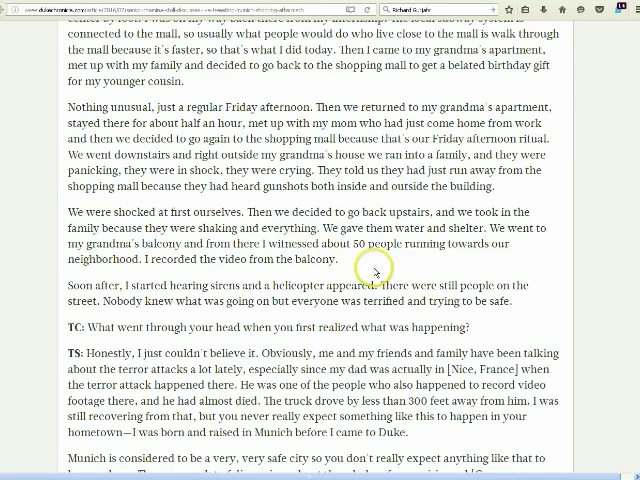 www.dukechronicle.com/article/2016/07/
Search
Richard Gutjahr
center by foot. I was on my way back from my internship. The local subway system is
connected to the mall, so usually what people would do who live close to the mall is walk through
the mall because it's faster, so that's what I did today. Then I came to my grandma's apartment,
met up with my family and decided to go back to the shopping mall to get a belated birthday gift
for my younger cousin.
Nothing unusual, just a regular Friday afternoon. Then we returned to my grandma's apartment,
stayed there for about half an hour, met up with my mom who had just come home from work
and then we decided to go again to the shopping mall because that's our Friday afternoon ritual.
We went downstairs and right outside my grandma's house we ran into a family, and they were
panicking, they were in shock, they were crying. They told us they had just run away from the
shopping mall because they had heard gunshots both inside and outside the building.
We were shocked at first ourselves. Then we decided to go back upstairs, and we took in the
family because they were shaking and everything. We gave them water and shelter. We went to
my grandma's balcony and from there I witnessed about 50 people running towards our
neighborhood. I recorded the video from the balcony.
Soon after, I started hearing sirens and a helicopter appeared. There were still people on the
street. Nobody knew what was going on but everyone was terrified and trying to be safe.
TC: What went through your head when you first realized what was happening?
TS: Honestly, I just couldn't believe it. Obviously, me and my friends and family have been talking
about the terror attacks a lot lately, especially since my dad was actually in [Nice, France] when
the terror attack happened there. He was one of the people who also happened to record video
footage there, and he had almost died. The truck drove by less than 300 feet away from him. I was
still recovering from that, but you never really expect something like this to happen in your
hometown—I was born and raised in Munich before I came to Duke.
Munich is considered to be a very, very safe city so you don't really expect anything like that to